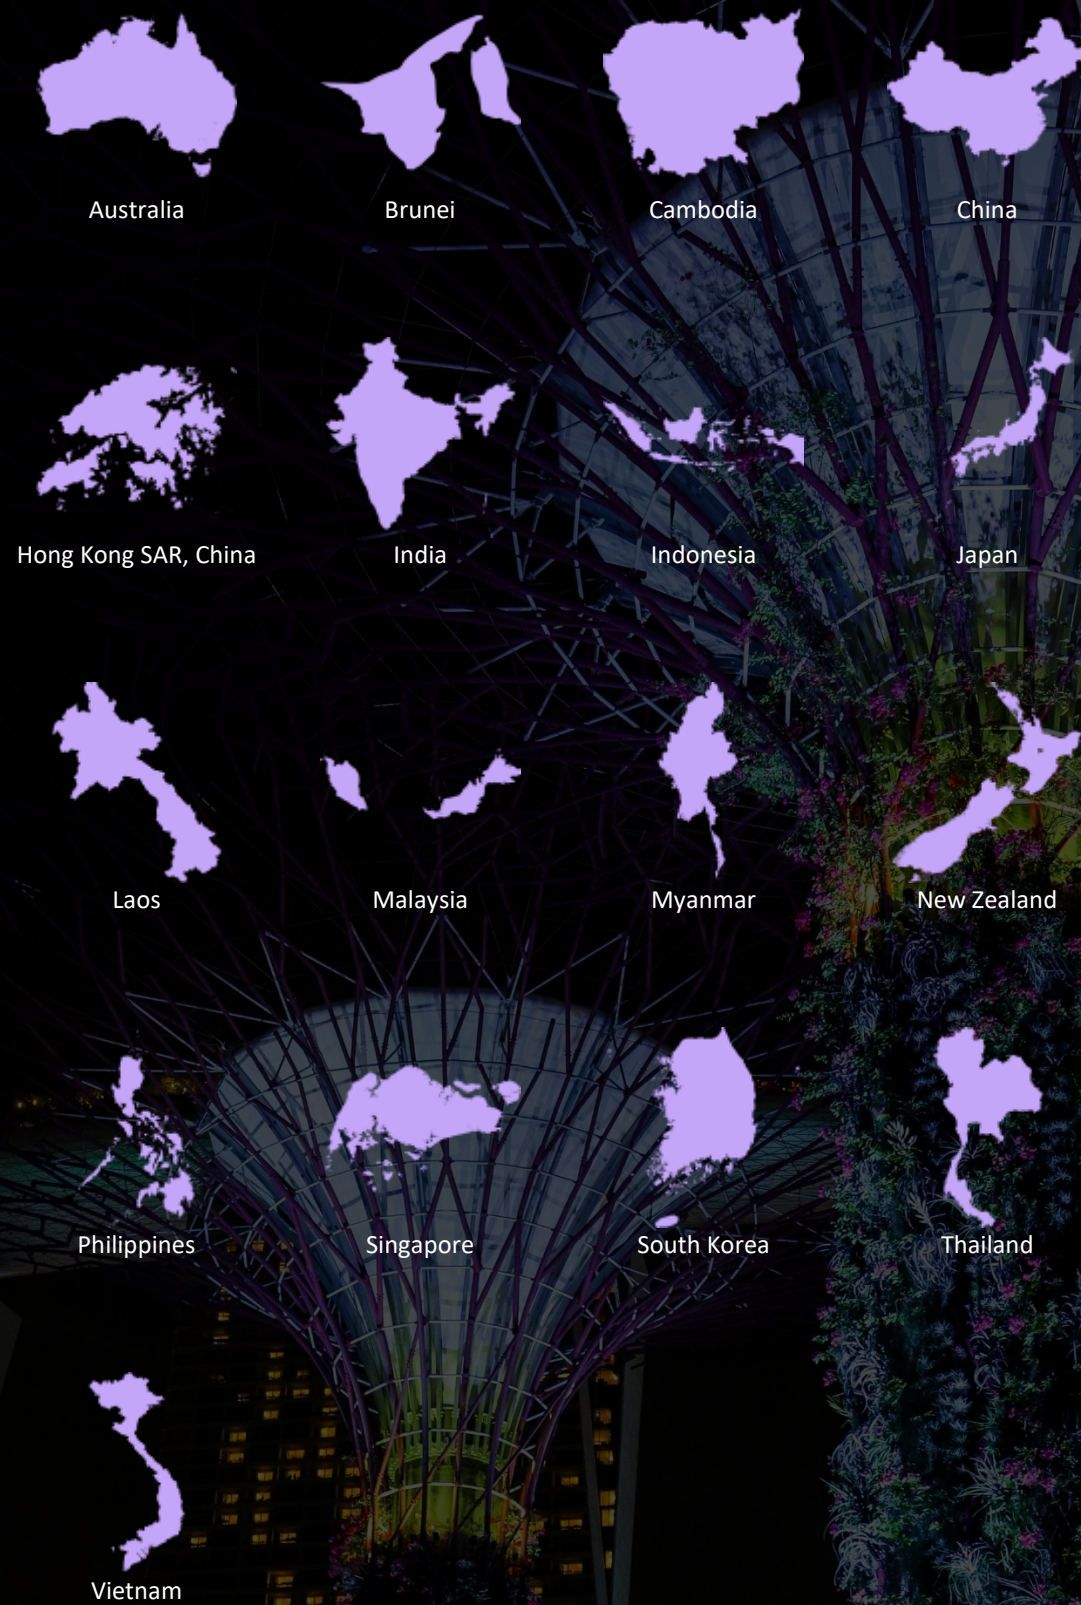 Australia
Brunei
Cambodia
China
Hong Kong SAR, China
India
Indonesia
Japan
Laos
Malaysia
Myanmar
New Zealand
Philippines
Singapore
South Korea
Thailand
Vietnam